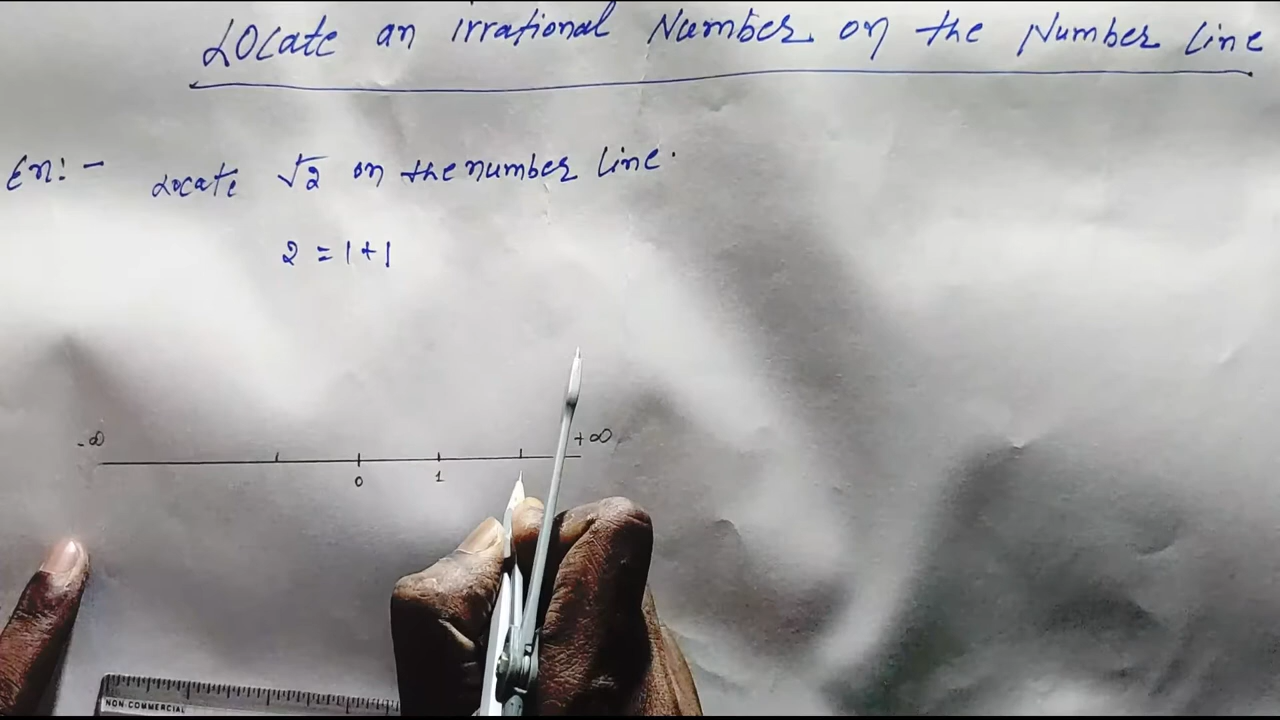 Locate an irrational Number on the Number Line
Ex:- Locate √2 on the number line.
2 = 1+1
-∞ +∞
0 1
NON-COMMERCIAL